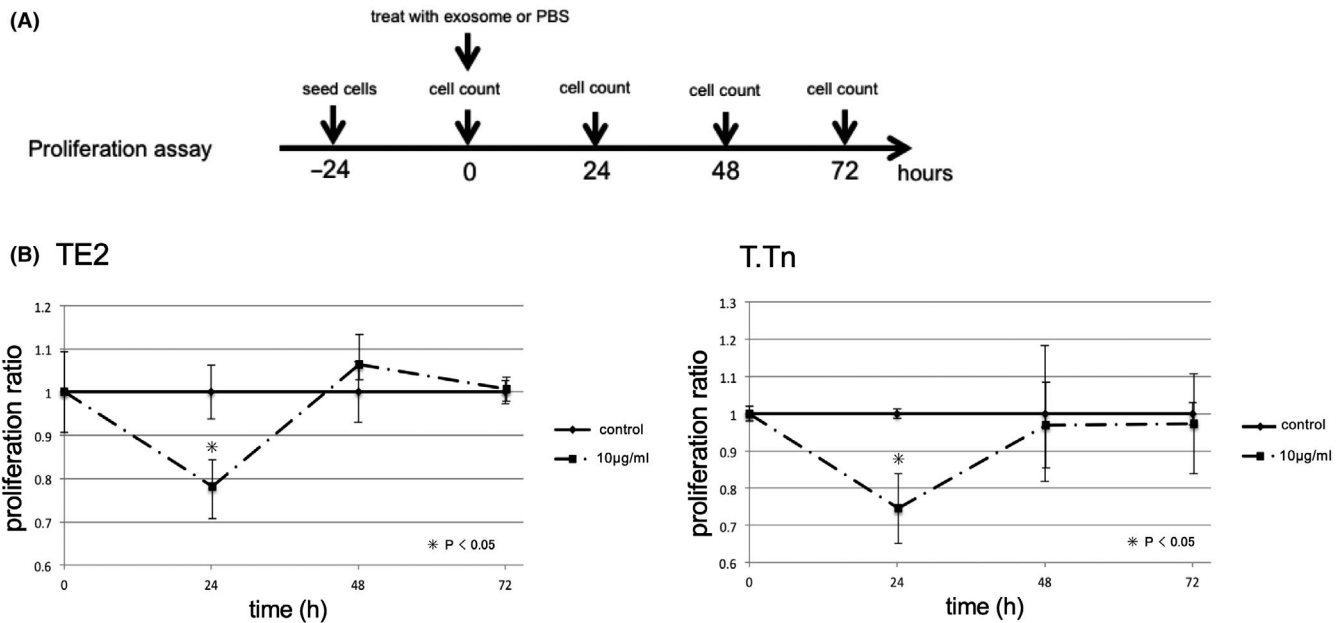 (A)
treat with exosome or PBS
seed cells cell count cell count cell count cell count
Proliferation assay
−24 0 24 48 72 hours
(B) TE2
T.Tn
proliferation ratio
1.2
1.1
1
0.9
0.8
0.7
0.6
✳
✳ P < 0.05
0 24 48 72
time (h)
control
10μg/ml
proliferation ratio
1.3
1.2
1.1
1
0.9
0.8
0.7
0.6
✳
✳ P < 0.05
0 24 48 72
time (h)
control
10μg/ml